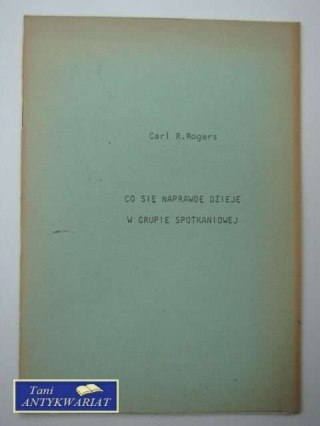 Carl R.Rogers
CO SIĘ NAPRAWDĘ DZIEJE
W GRUPIE SPOTKANIOWEJ
Tani
ANTYKWARIAT